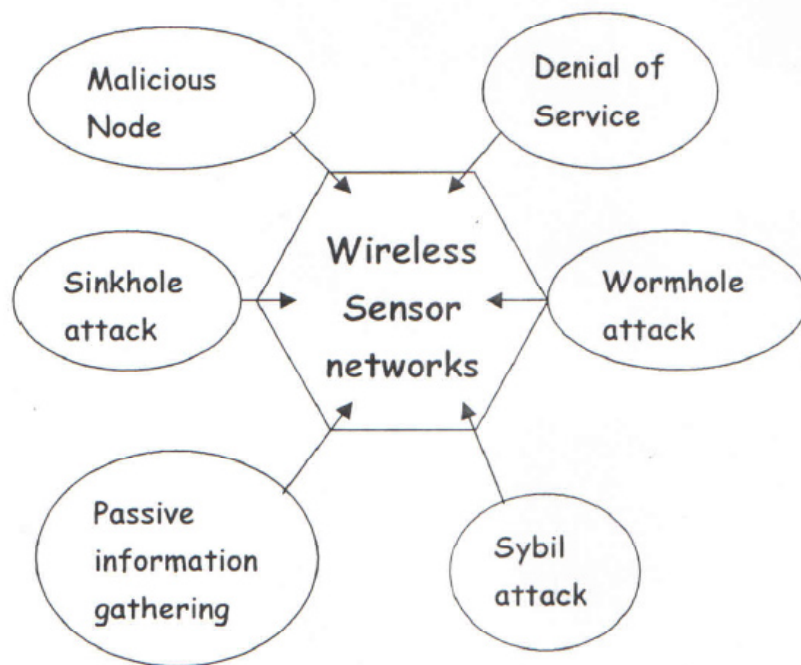 Malicious
Node
Denial of
Service
Wireless
Sensor
networks
Sinkhole
attack
Wormhole
attack
Passive
information
gathering
Sybil
attack